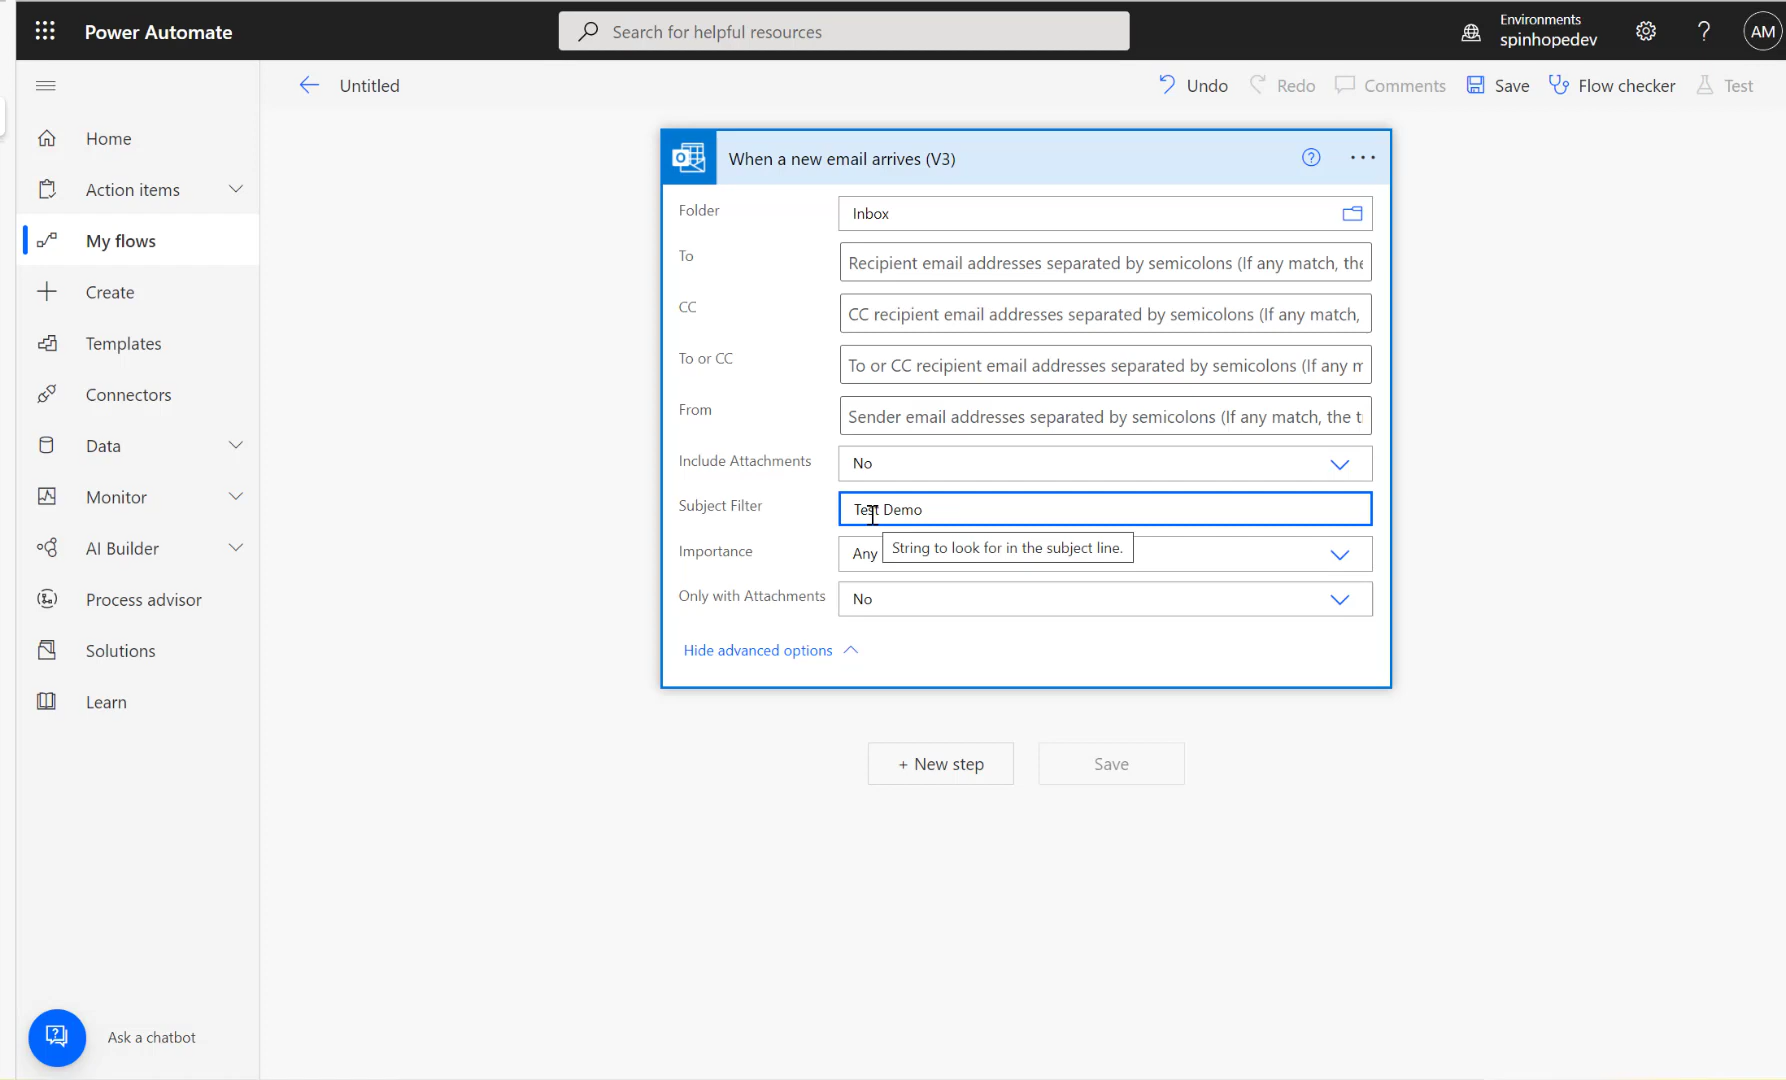 Power Automate
Search for helpful resources
Environments
spinhopedev
AM
Untitled
Undo
Redo
Comments
Save
Flow checker
Test
Home
Action items
My flows
Create
Templates
Connectors
Data
Monitor
AI Builder
Process advisor
Solutions
Learn
Ask a chatbot
When a new email arrives (V3)
Folder
Inbox
To
Recipient email addresses separated by semicolons (If any match, the
CC
CC recipient email addresses separated by semicolons (If any match,
To or CC
To or CC recipient email addresses separated by semicolons (If any m
From
Sender email addresses separated by semicolons (If any match, the t
Include Attachments
No
Subject Filter
Test Demo
String to look for in the subject line.
Importance
Any
Only with Attachments
No
Hide advanced options
+ New step
Save